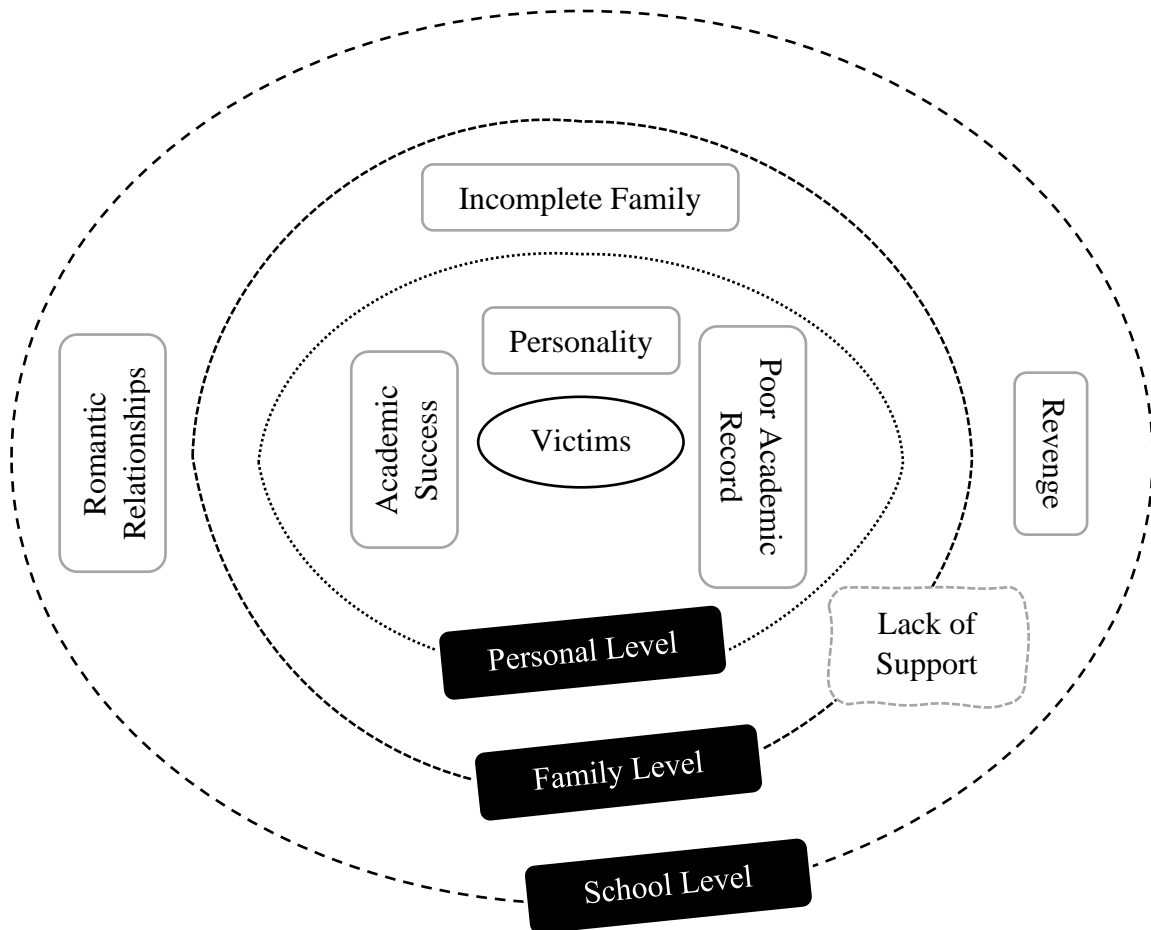 Incomplete Family
Personality
Romantic
Relationships
Academic
Success
Victims
Poor Academic
Record
Revenge
Lack of
Support
Personal Level
Family Level
School Level